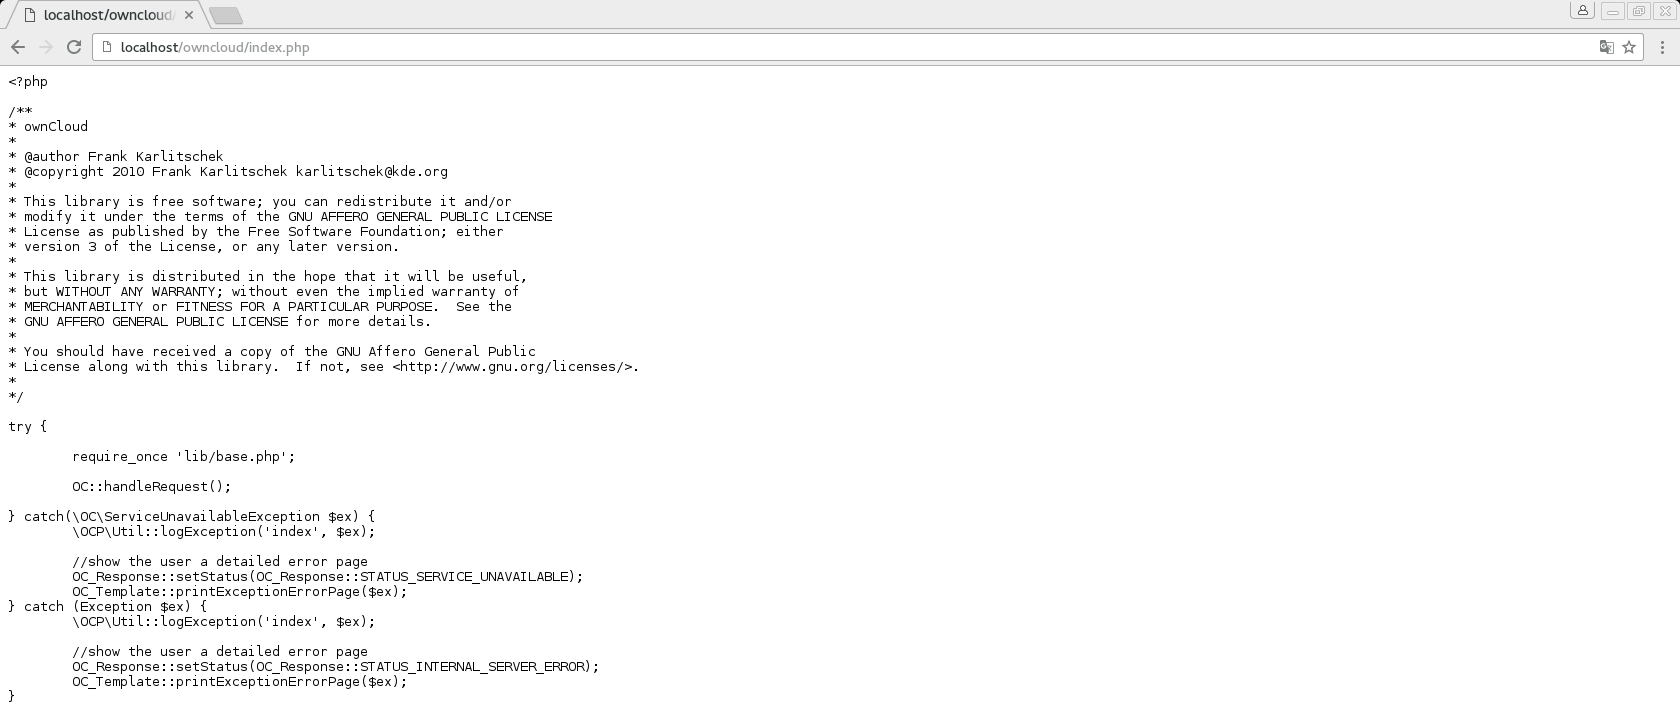 localhost/owncloud/
localhost/owncloud/index.php
<?php

/**
* ownCloud
*
* @author Frank Karlitschek
* @copyright 2010 Frank Karlitschek karlitschek@kde.org
*
* This library is free software; you can redistribute it and/or
* modify it under the terms of the GNU AFFERO GENERAL PUBLIC LICENSE
* License as published by the Free Software Foundation; either
* version 3 of the License, or any later version.
*
* This library is distributed in the hope that it will be useful,
* but WITHOUT ANY WARRANTY; without even the implied warranty of
* MERCHANTABILITY or FITNESS FOR A PARTICULAR PURPOSE.  See the
* GNU AFFERO GENERAL PUBLIC LICENSE for more details.
*
* You should have received a copy of the GNU Affero General Public
* License along with this library.  If not, see <http://www.gnu.org/licenses/>.
*
*/

try {

        require_once 'lib/base.php';

        OC::handleRequest();

} catch(\OC\ServiceUnavailableException $ex) {
        \OCP\Util::logException('index', $ex);

        //show the user a detailed error page
        OC_Response::setStatus(OC_Response::STATUS_SERVICE_UNAVAILABLE);
        OC_Template::printExceptionErrorPage($ex);
} catch (Exception $ex) {
        \OCP\Util::logException('index', $ex);

        //show the user a detailed error page
        OC_Response::setStatus(OC_Response::STATUS_INTERNAL_SERVER_ERROR);
        OC_Template::printExceptionErrorPage($ex);
}